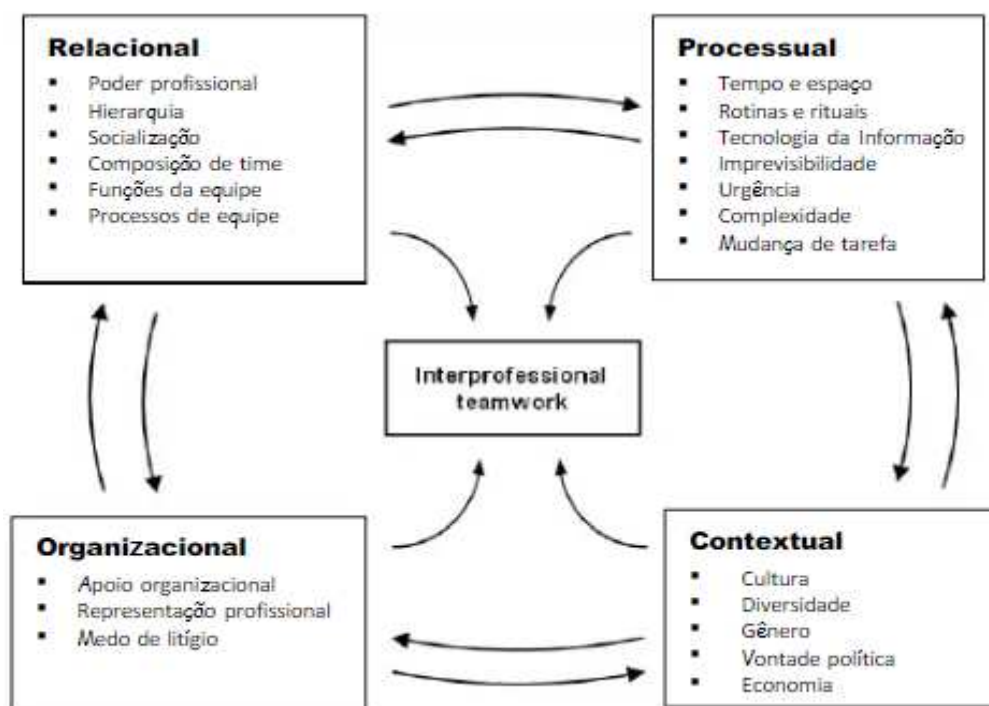 Relacional
▪ Poder profissional
▪ Hierarquia
▪ Socialização
▪ Composição de time
▪ Funções da equipe
▪ Processos de equipe
Processual
▪ Tempo e espaço
▪ Rotinas e rituais
▪ Tecnologia da Informação
▪ Imprevisibilidade
▪ Urgência
▪ Complexidade
▪ Mudança de tarefa
Interprofessional
teamwork
Organizacional
▪ Apoio organizacional
▪ Representação profissional
▪ Medo de litígio
Contextual
▪ Cultura
▪ Diversidade
▪ Gênero
▪ Vontade política
▪ Economia